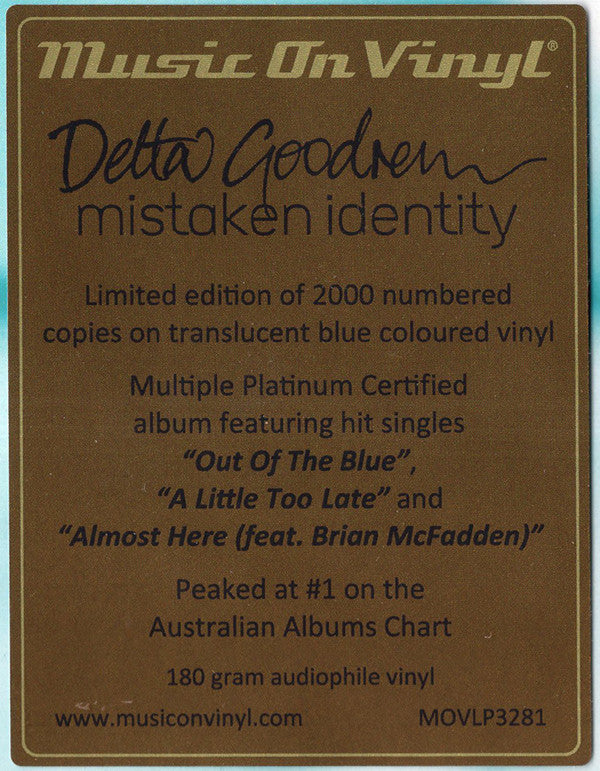 Music On Vinyl®
Delta Goodrem
mistaken identity
Limited edition of 2000 numbered
copies on translucent blue coloured vinyl
Multiple Platinum Certified
album featuring hit singles
“Out Of The Blue”,
“A Little Too Late” and
“Almost Here (feat. Brian McFadden)”
Peaked at #1 on the
Australian Albums Chart
180 gram audiophile vinyl
www.musiconvinyl.com MOVLP3281